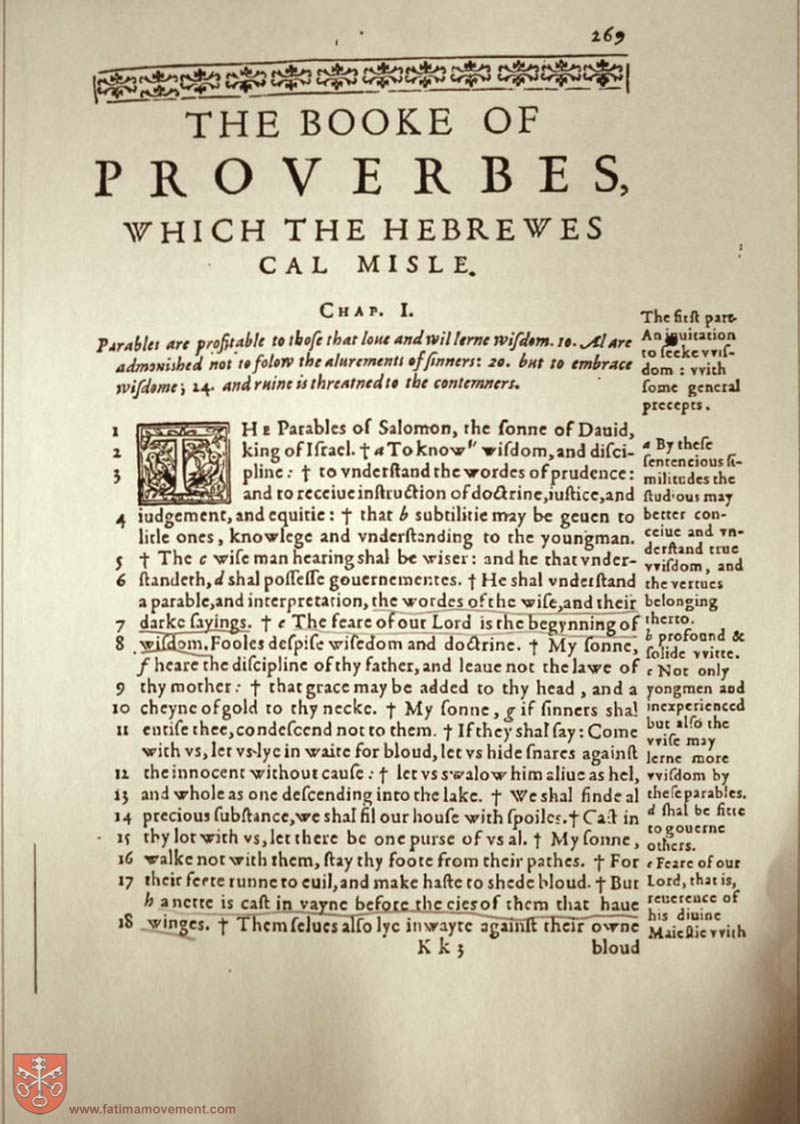 269
THE BOOKE OF
PROVERBES,
WHICH THE HEBREWES
CAL MISLE.
CHAP. I.
Parables are profitable to thoſe that loue and wil lerne wiſdom. 10. Al are
admoniſhed not to folow the alurements of ſinners: 20. but to embrace
wiſdome; 24. and ruine is threatned to the contemners.
1 THE Parables of Salomon, the ſonne of Dauid,
2 king of Iſrael. † a To know wiſdom, and diſci-
3 pline: † to vnderſtand the wordes of prudence:
and to receiue inſtruction of doctrine, iuſtice, and
4 iudgement, and equitie: † that b subtilitie may be geuen to
litle ones, knowlege and vnderſtanding to the youngman.
5 † The c wiſe man hearing shal be wiser: and he that vnder-
6 ſtandeth, d shal poſſeſſe gouernementes. † He shal vnderſtand
a parable, and interpretation, the wordes of the wiſe, and their
7 darke ſayings. † e The feare of our Lord is the begynning of
8 wiſdom. Fooles deſpiſe wiſedom and doctrine. † My ſonne,
f heare the diſcipline of thy father, and leaue not the lawe of
9 thy mother: † that grace may be added to thy head, and a
10 cheyne of gold to thy necke. † My ſonne, g if ſinners shal
11 entiſe thee, condeſcend not to them. † If they shal ſay: Come
with vs, let vs lye in waite for bloud, let vs hide ſnares againſt
12 the innocent without cauſe: † let vs swalow him aliue as hel,
13 and whole as one deſcending into the lake. † We shal finde al
14 precious ſubſtance, we shal fil our houſe with ſpoiles. † Caſt in
15 thy lot with vs, let there be one purse of vs al. † My ſonne,
16 walke not with them, ſtay thy foote from their pathes. † For
17 their feete runne to euil, and make haſte to shede bloud. † But
h a nette is caſt in vayne before the eies of them that haue
18 winges. † Them ſelues alſo lye in wayte againſt their owne
K k 3 bloud
The firſt part.
An inuitation
to ſeeke vviſ-
dom: vvith
ſome general
precepts.
a By theſe
ſentencious ſi-
militudes the
ſtudious may
better con-
ceiue and vn-
derſtand true
vviſdom, and
the vertues
belonging
therto.
b profound &
ſolide vvitte.
c Not only
yongmen and
inexperienced
but alſo the
vviſe may
lerne more
vviſdom by
theſe parables.
d ſhal be fitte
to gouerne
others.
e Feare of our
Lord, that is,
reuerence of
his diuine
Maieſtie vvith
www.fatimamovement.com